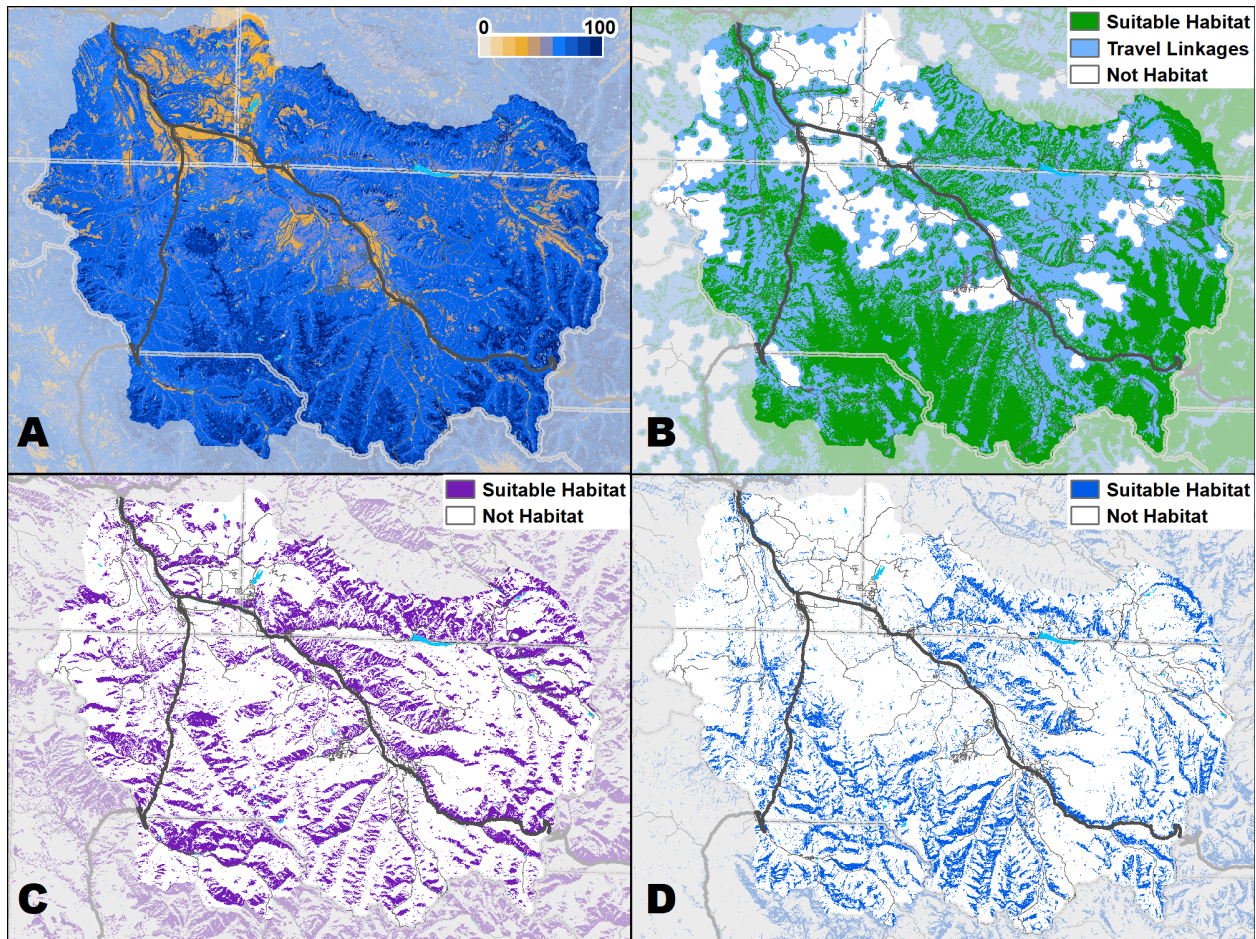 0 100
A
Suitable Habitat
Travel Linkages
Not Habitat
B
Suitable Habitat
Not Habitat
C
Suitable Habitat
Not Habitat
D